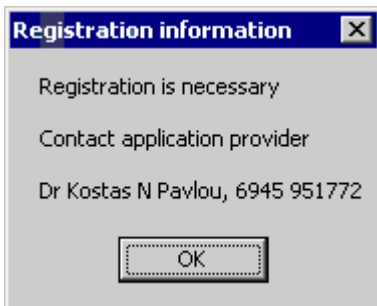 Registration information
Registration is necessary
Contact application provider
Dr Kostas N Pavlou, 6945 951772
OK